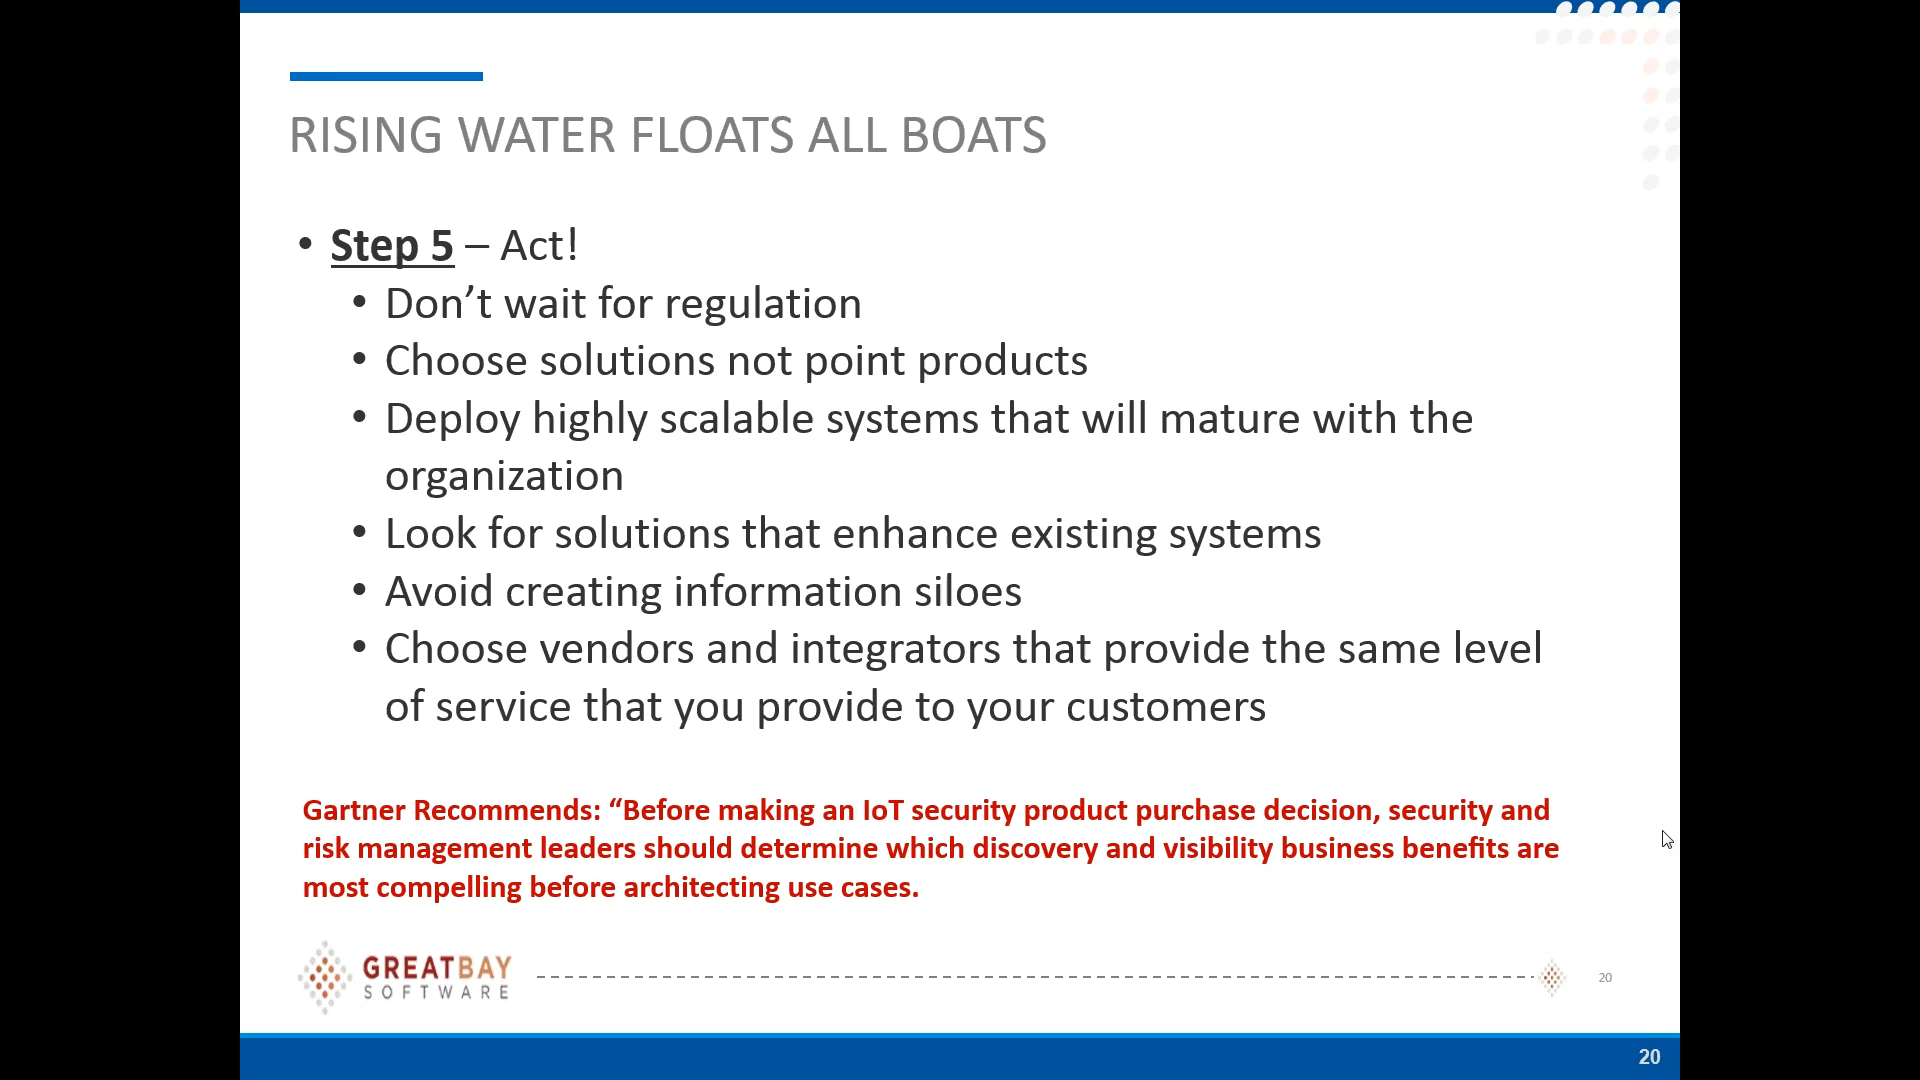 RISING WATER FLOATS ALL BOATS
• Step 5 – Act!
• Don’t wait for regulation
• Choose solutions not point products
• Deploy highly scalable systems that will mature with the
organization
• Look for solutions that enhance existing systems
• Avoid creating information siloes
• Choose vendors and integrators that provide the same level
of service that you provide to your customers
Gartner Recommends: “Before making an IoT security product purchase decision, security and
risk management leaders should determine which discovery and visibility business benefits are
most compelling before architecting use cases.
GREATBAY
SOFTWARE
20
20